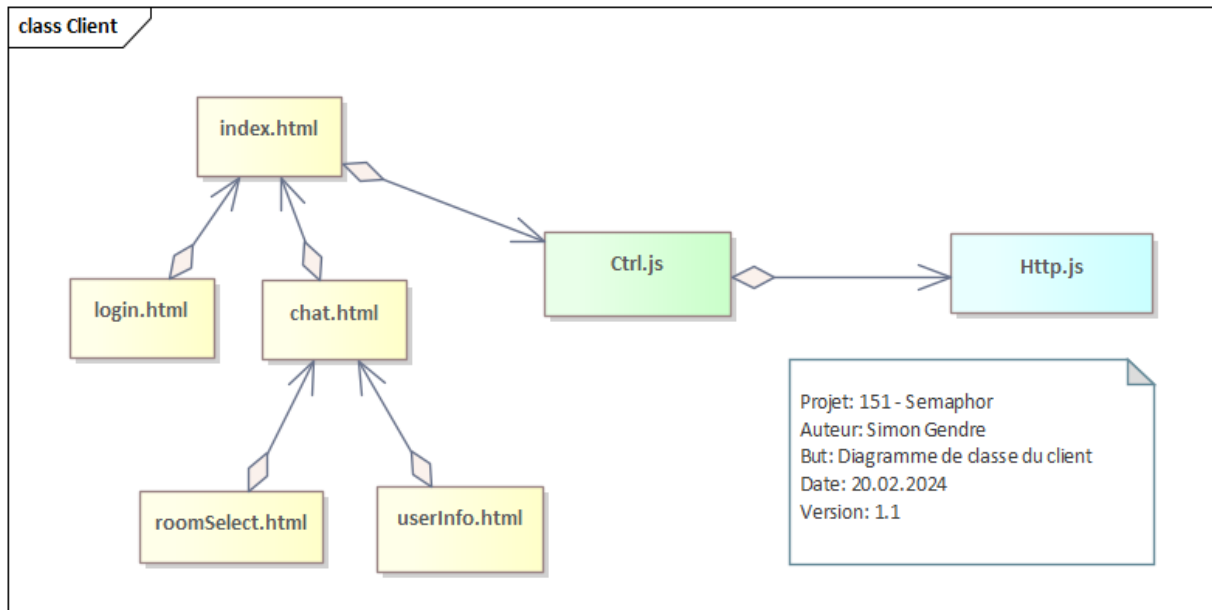 class Client
index.html
Ctrl.js
Http.js
login.html
chat.html
roomSelect.html
userInfo.html
Projet: 151 - Semaphor
Auteur: Simon Gendre
But: Diagramme de classe du client
Date: 20.02.2024
Version: 1.1